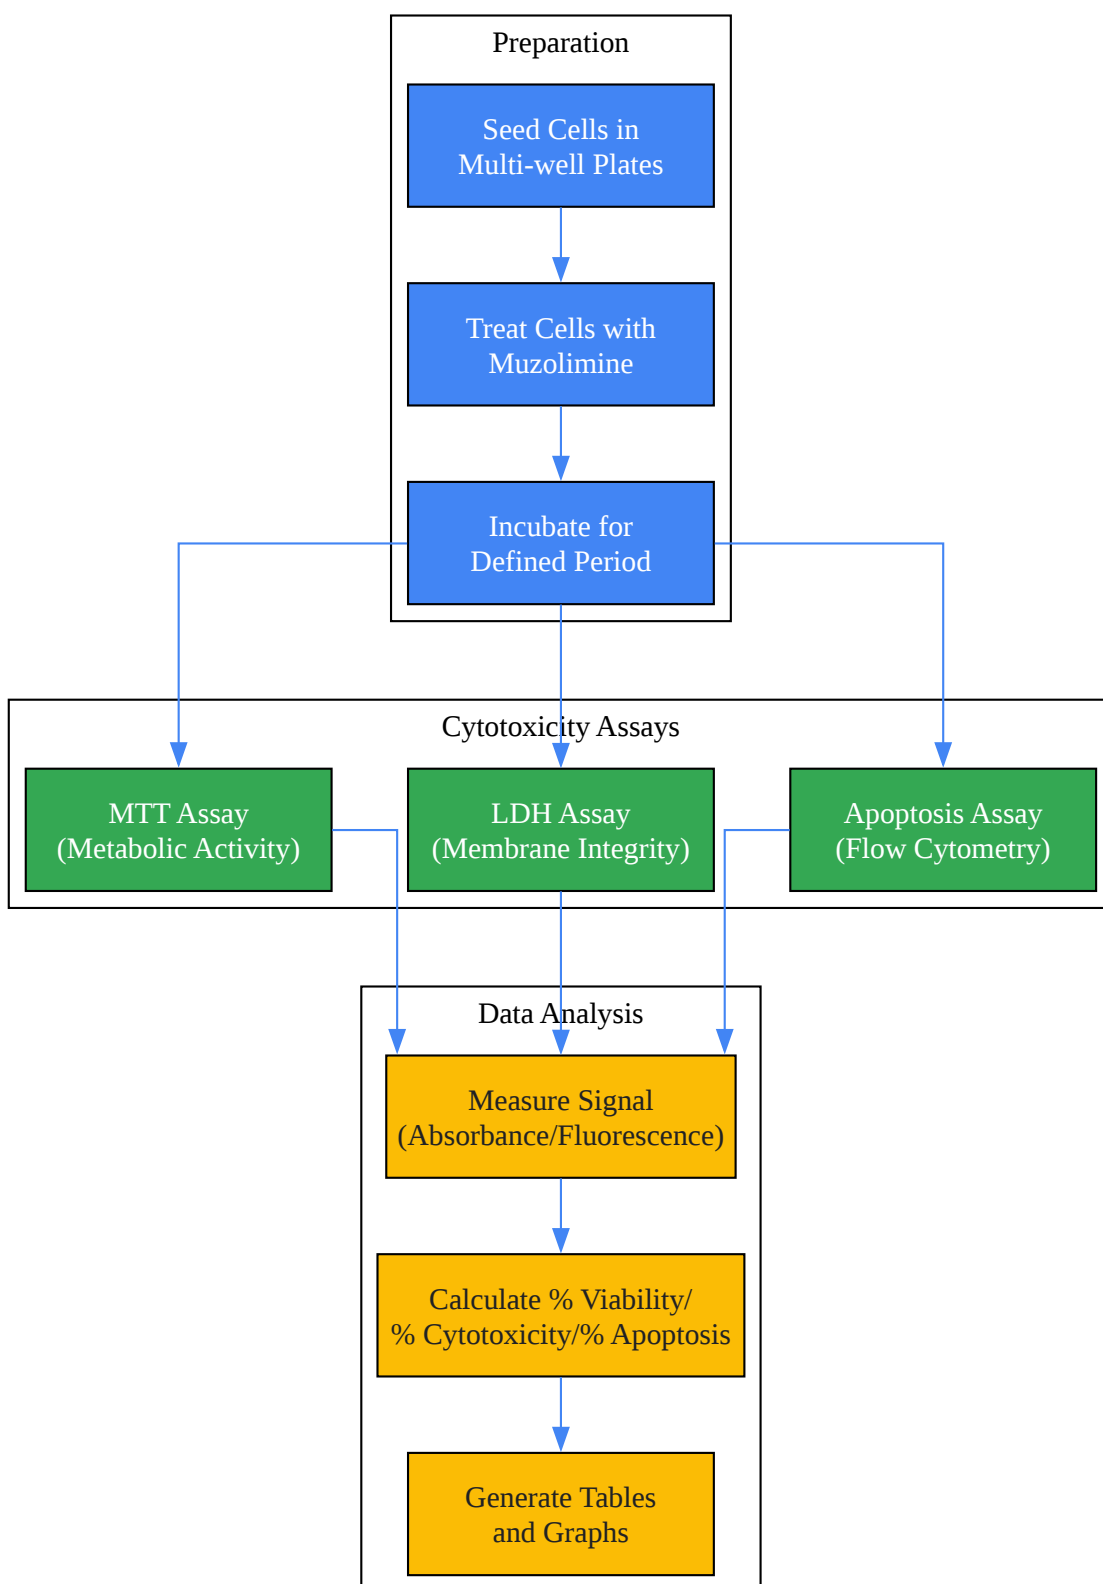 Preparation
Seed Cells in
Multi-well Plates
Treat Cells with
Muzolimine
Incubate for
Defined Period
Cytotoxicity Assays
MTT Assay
(Metabolic Activity)
LDH Assay
(Membrane Integrity)
Apoptosis Assay
(Flow Cytometry)
Data Analysis
Measure Signal
(Absorbance/Fluorescence)
Calculate % Viability/
% Cytotoxicity/% Apoptosis
Generate Tables
and Graphs